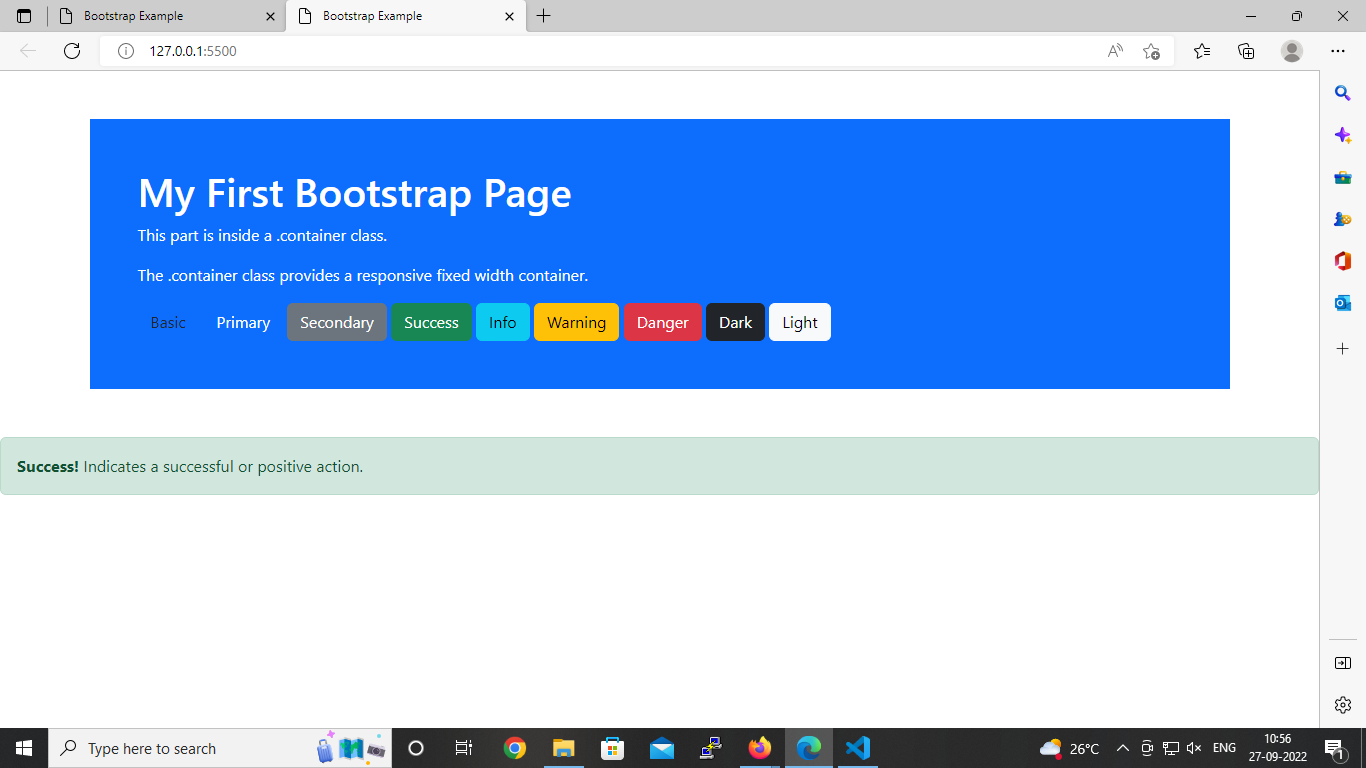 Bootstrap Example
Bootstrap Example
127.0.0.1:5500
My First Bootstrap Page
This part is inside a .container class.
The .container class provides a responsive fixed width container.
Basic Primary Secondary Success Info Warning Danger Dark Light
Success! Indicates a successful or positive action.
Type here to search
26°C
ENG
10:56
27-09-2022
1